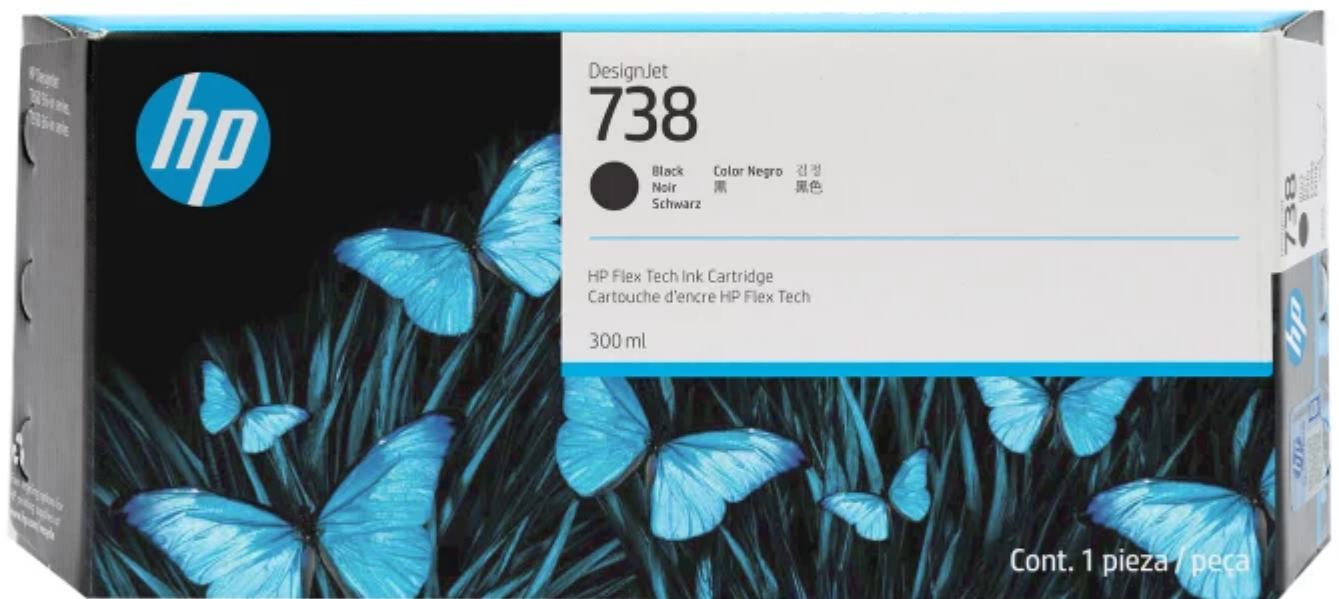 hp
DesignJet
738
Black
Noir
Schwarz
Color Negro
黑
검정
黑色
HP Flex Tech Ink Cartridge
Cartouche d'encre HP Flex Tech
300 ml
Cont. 1 pieza / peça
738
hp